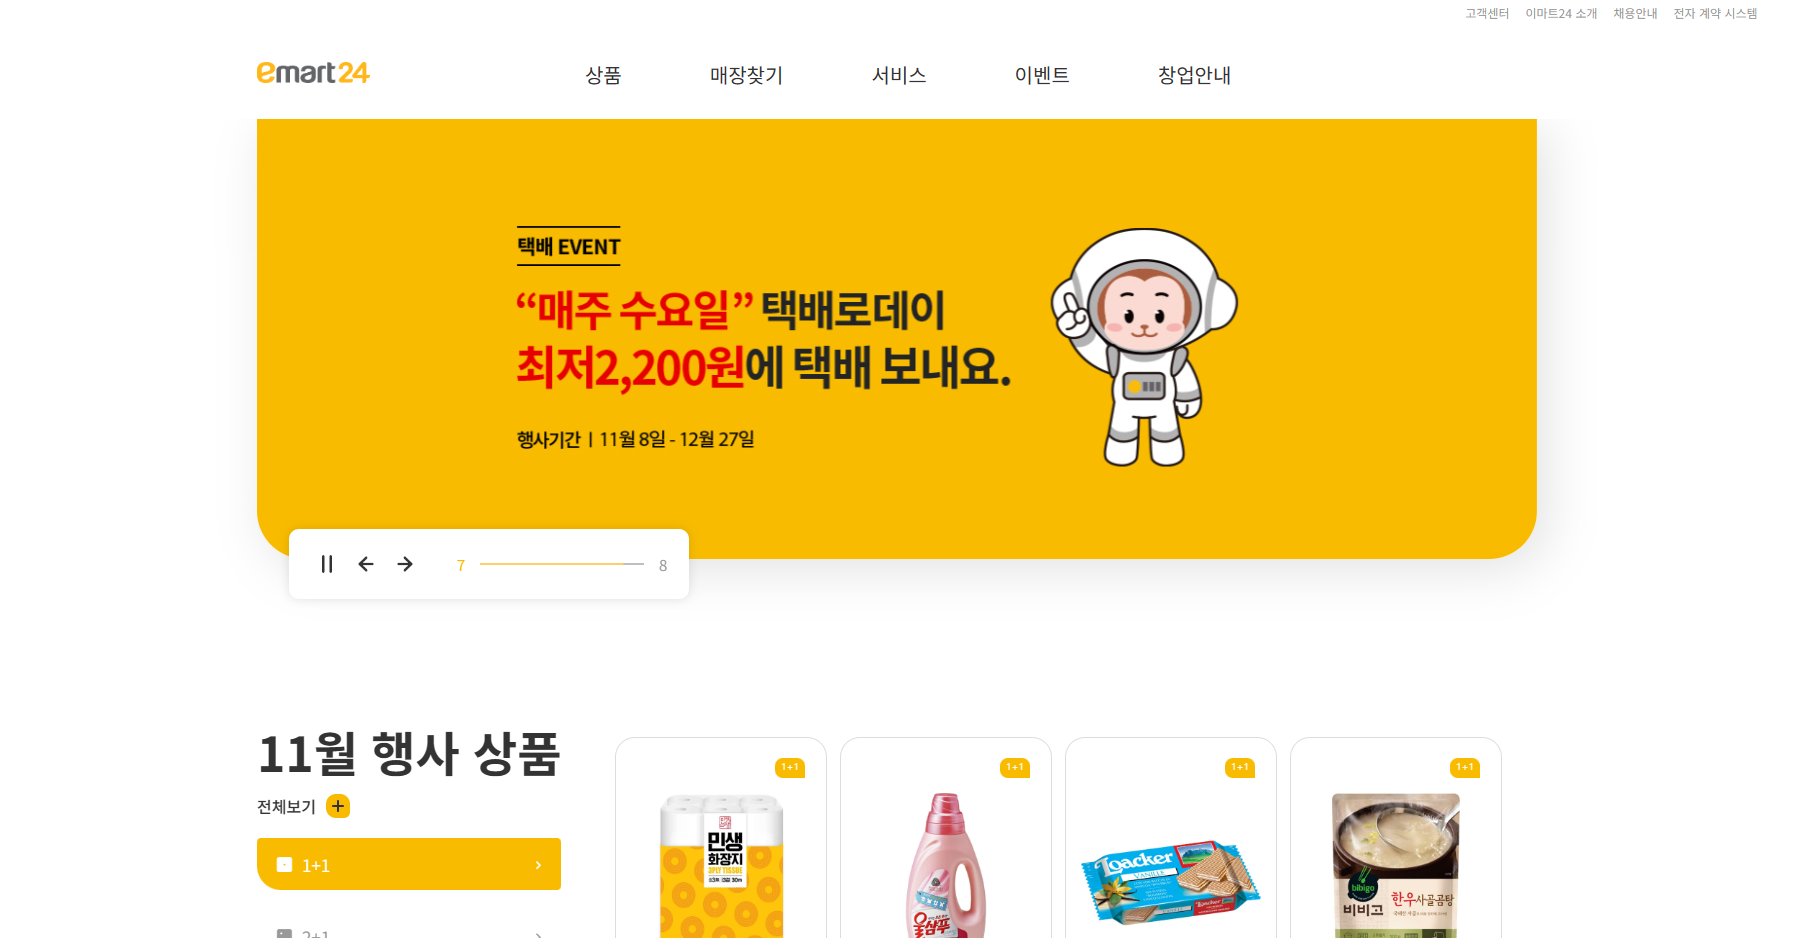 고객센터 이마트24 소개 채용안내 전자 계약 시스템
emart24 상품 매장찾기 서비스 이벤트 창업안내
택배 EVENT
“매주 수요일” 택배로데이
최저2,200원에 택배 보내요.
행사기간 | 11월 8일 - 12월 27일
7 8
11월 행사 상품
전체보기
1+1
2+1
1+1 1+1 1+1 1+1
민생
화장지
3PLY TISSUE
울샴푸
Loacker
VANILLE
bibigo
비비고
한우사골곰탕